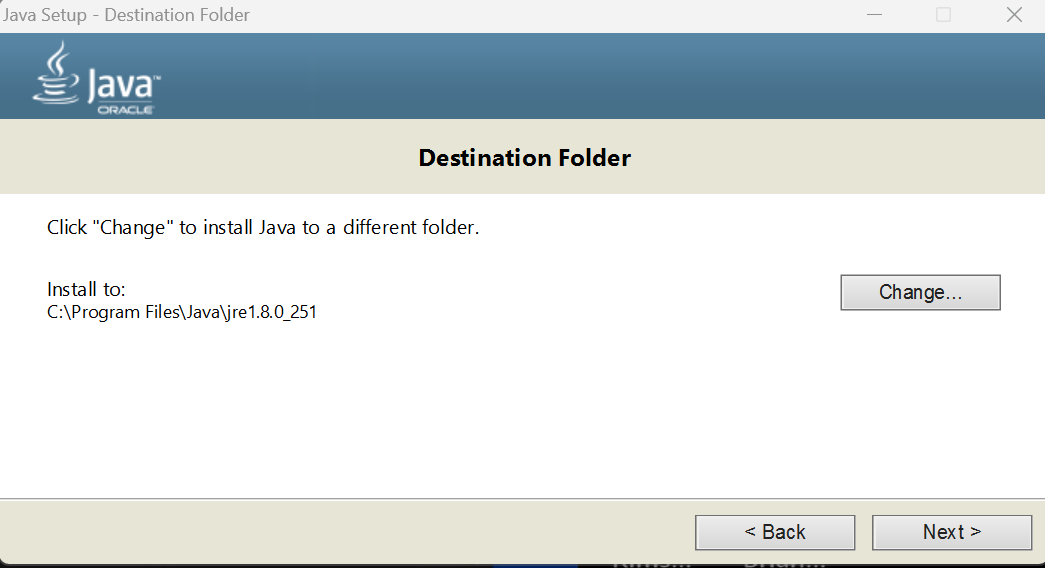 Java Setup - Destination Folder
Java™
ORACLE
Destination Folder
Click "Change" to install Java to a different folder.
Install to:
C:\Program Files\Java\jre1.8.0_251
Change...
< Back
Next >